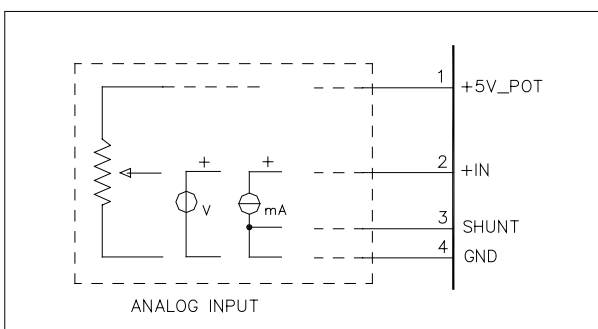 1 +5V_POT
+ + 2 +IN
V mA
3 SHUNT
4 GND
ANALOG INPUT